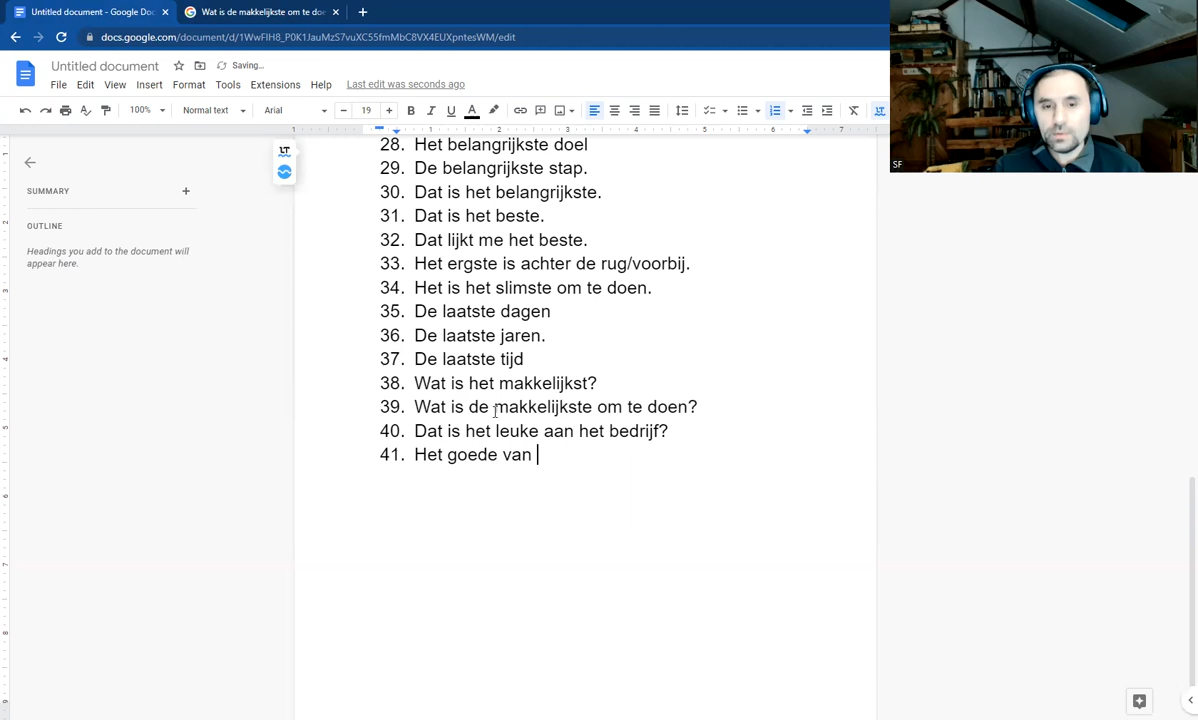 Untitled document - Google Doc
Wat is de makkelijkste om te doe
docs.google.com/document/d/1WwFlH8_P0K1JauMzS7vuXC55fmMbC8VX4EUXpntesWM/edit
Untitled document
Saving...
File Edit View Insert Format Tools Extensions Help Last edit was seconds ago
100% Normal text Arial 19
SUMMARY
OUTLINE
Headings you add to the document will
appear here.
28. Het belangrijkste doel
29. De belangrijkste stap.
30. Dat is het belangrijkste.
31. Dat is het beste.
32. Dat lijkt me het beste.
33. Het ergste is achter de rug/voorbij.
34. Het is het slimste om te doen.
35. De laatste dagen
36. De laatste jaren.
37. De laatste tijd
38. Wat is het makkelijkst?
39. Wat is de makkelijkste om te doen?
40. Dat is het leuke aan het bedrijf?
41. Het goede van
SF